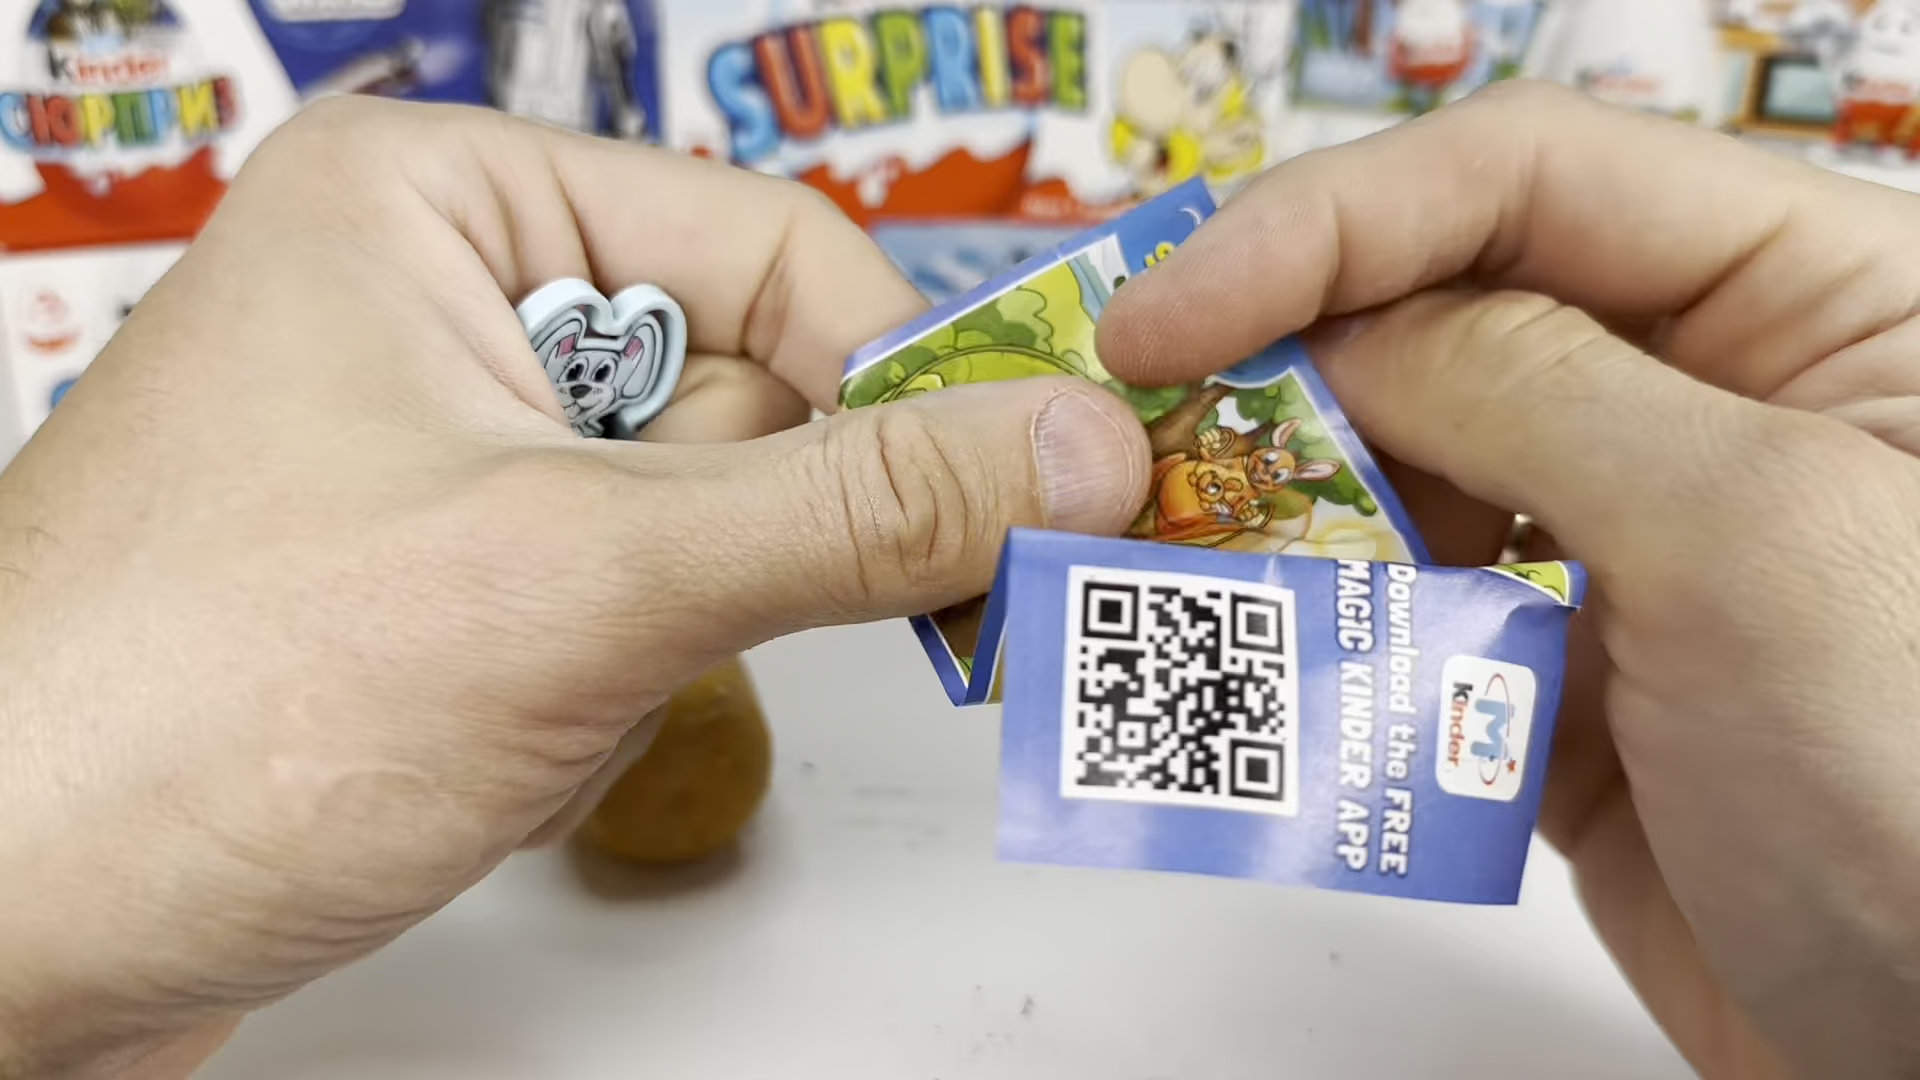 kinder
СЮРПРИЗ
SURPRISE
Download the FREE
MAGIC KINDER APP
kinder